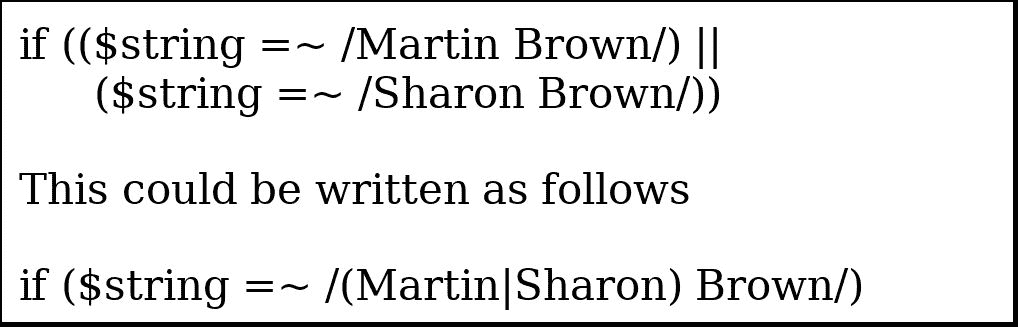 if (($string =~ /Martin Brown/) ||
($string =~ /Sharon Brown/))
This could be written as follows
if ($string =~ /(Martin|Sharon) Brown/)